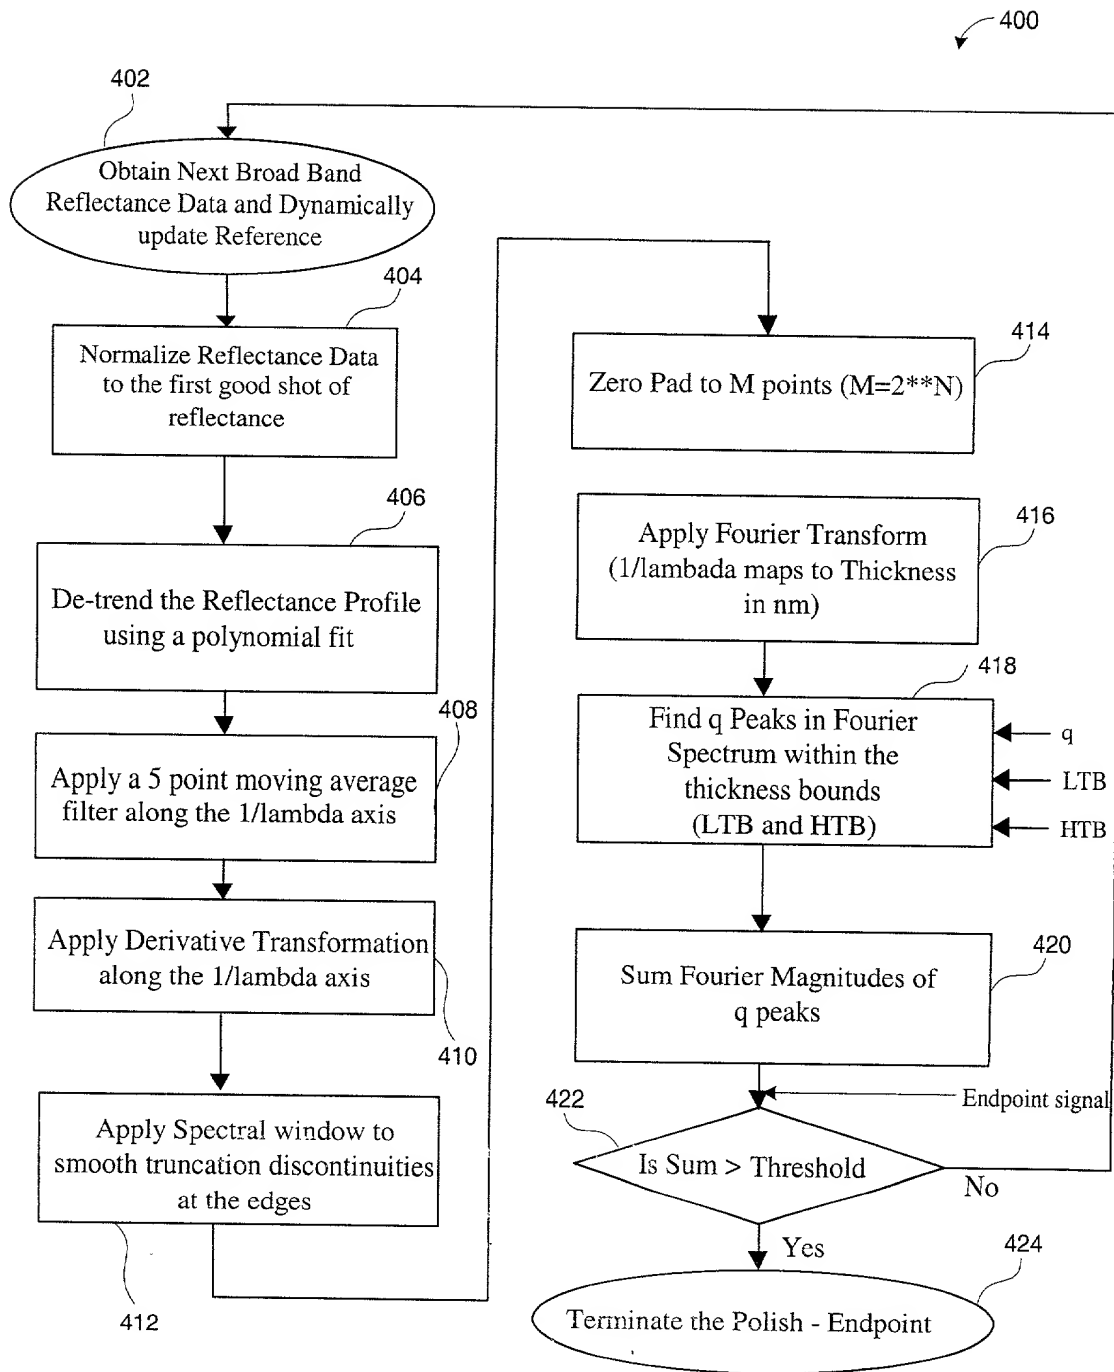 400
402
Obtain Next Broad Band
Reflectance Data and Dynamically
update Reference
404
Normalize Reflectance Data
to the first good shot of
reflectance
406
De-trend the Reflectance Profile
using a polynomial fit
408
Apply a 5 point moving average
filter along the 1/lambda axis
Apply Derivative Transformation
along the 1/lambda axis
410
Apply Spectral window to
smooth truncation discontinuities
at the edges
412
414
Zero Pad to M points (M=2**N)
416
Apply Fourier Transform
(1/lambada maps to Thickness
in nm)
418
Find q Peaks in Fourier
Spectrum within the
thickness bounds
(LTB and HTB)
q
LTB
HTB
420
Sum Fourier Magnitudes of
q peaks
Endpoint signal
422
Is Sum > Threshold
No
Yes
424
Terminate the Polish - Endpoint